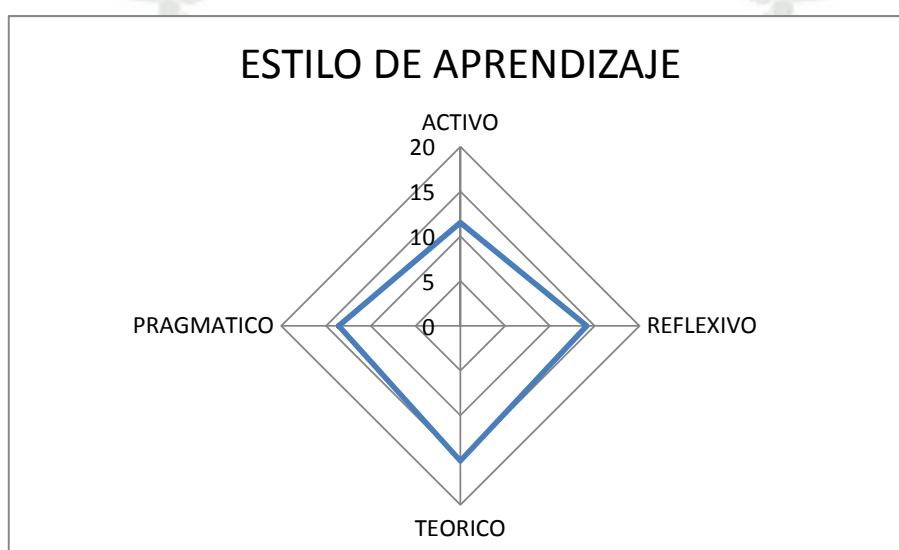 ESTILO DE APRENDIZAJE
ACTIVO
20
15
10
5
0
PRAGMATICO
REFLEXIVO
TEORICO